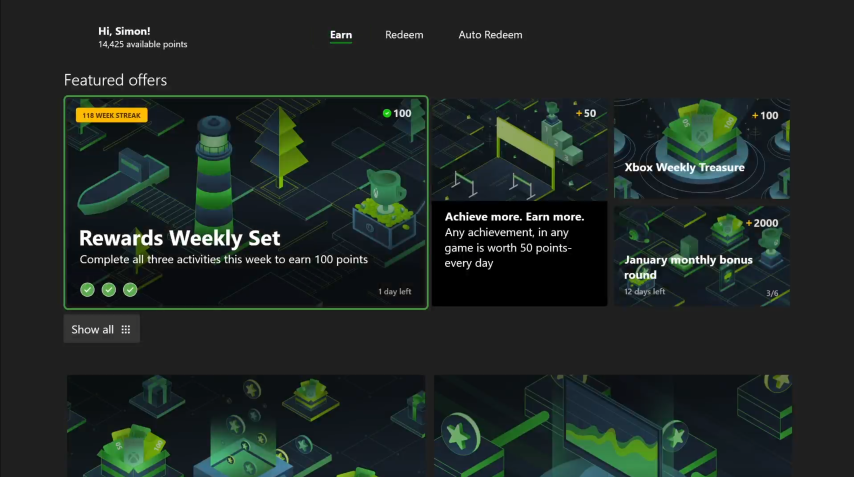 Hi, Simon!
14,425 available points
Earn
Redeem
Auto Redeem
Featured offers
118 WEEK STREAK
100
Rewards Weekly Set
Complete all three activities this week to earn 100 points
1 day left
+50
Achieve more. Earn more.
Any achievement, in any
game is worth 50 points-
every day
+100
Xbox Weekly Treasure
+2000
January monthly bonus
round
12 days left
3/6
Show all